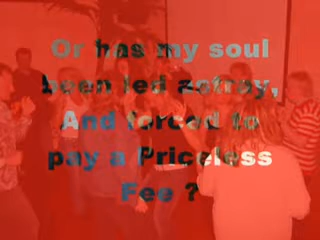 Or has my soul
been led astray,
And forced to
pay a Priceless
Fee ?